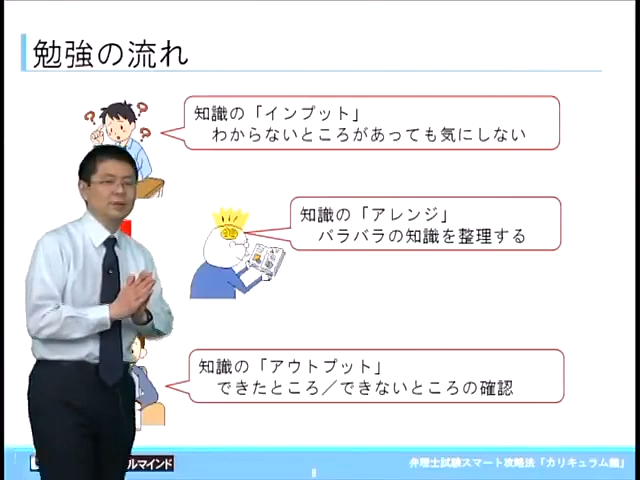 勉強の流れ
知識の「インプット」
わからないところがあっても気にしない
知識の「アレンジ」
バラバラの知識を整理する
知識の「アウトプット」
できたところ/できないところの確認
ルマインド
8
弁理士試験スマート攻略法「カリキュラム編」